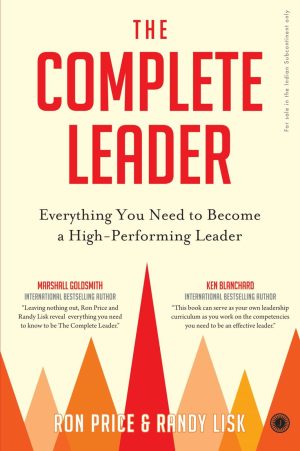 THE
COMPLETE
LEADER
For sale in the Indian Subcontinent only
Everything You Need to Become
a High-Performing Leader
MARSHALL GOLDSMITH
INTERNATIONAL BESTSELLING AUTHOR
"Leaving nothing out, Ron Price and
Randy Lisk reveal everything you
need to know to be The Complete Leader."
KEN BLANCHARD
INTERNATIONAL BESTSELLING AUTHOR
"This book can serve as your own leadership
curriculum as you work on the competencies
you need to be an effective leader."
RON PRICE & RANDY LISK